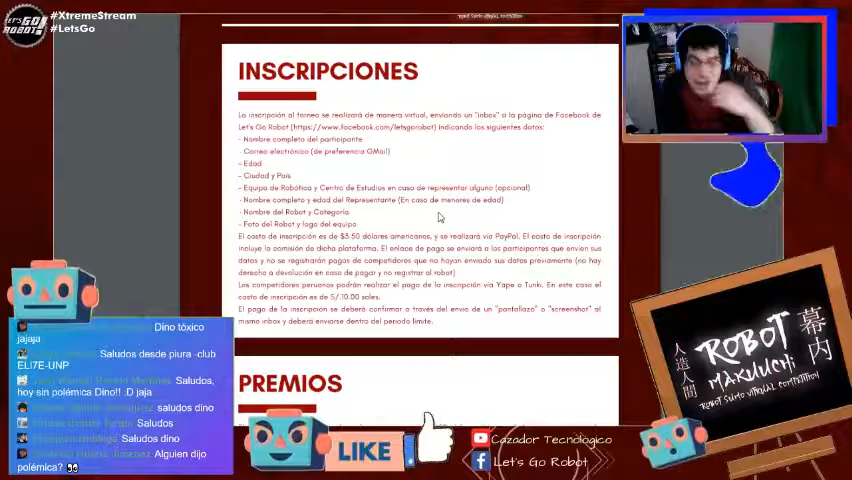 LET'S GO ROBOT!
#XtremeStream
#LetsGo
INSCRIPCIONES
La inscripción al torneo se realizará de manera virtual, enviando un "inbox" a la página de Facebook de
Let's Go Robot (https://www.facebook.com/letsgorobot) indicando los siguientes datos:
- Nombre completo del participante
- Correo electrónico (de preferencia GMail)
- Edad
- Ciudad y País
- Equipo de Robótica y Centro de Estudios en caso de representar alguno (opcional)
- Nombre completo y edad del Representante (En caso de menores de edad)
- Nombre del Robot y Categoría
- Foto del Robot y logo del equipo
El costo de inscripción es de $3.50 dólares americanos, y se realizará vía PayPal. El costo de inscripción
incluye la comisión de dicha plataforma. El enlace de pago se enviará a los participantes que envíen sus
datos y no se registrarán pagos de competidores que no hayan enviado sus datos previamente (no hay
derecho a devolución en caso de pagar y no registrar al robot)
Los competidores peruanos podrán realizar el pago de la inscripción vía Yape o Tunki. En este caso el
costo de inscripción es de S/.10.00 soles.
El pago de la inscripción se deberá confirmar a través del envío de un "pantallazo" o "screenshot" al
mismo inbox y deberá enviarse dentro del periodo límite.
PREMIOS
Dino tóxico
jajaja
Saludos desde piura -club
ELI7E-UNP
Saludos,
hoy sin polémica Dino!! :D jaja
saludos dino
Saludos
Saludos dino
Alguien dijo
polémica?
LIKE
Cazador Tecnológico
Let's Go Robot
ROBOT
MAKUUCHI
ROBOT SUMO VIRTUAL COMPETITION
人造人間
幕内